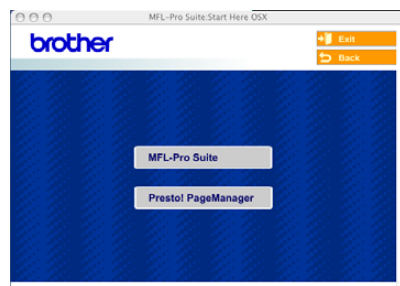 MFL-Pro Suite:Start Here OSX
brother
Exit
Back
MFL-Pro Suite
Presto! PageManager